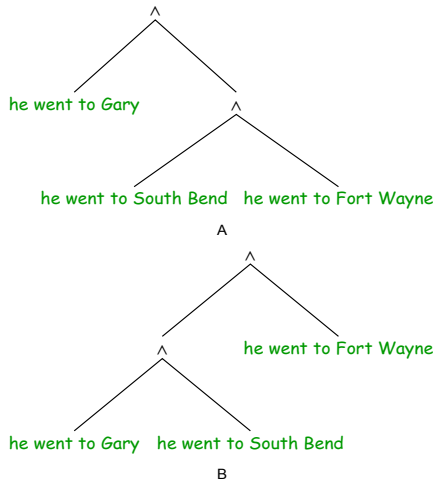 ∧
he went to Gary
∧
he went to South Bend he went to Fort Wayne
A
∧
he went to Fort Wayne
∧
he went to Gary he went to South Bend
B